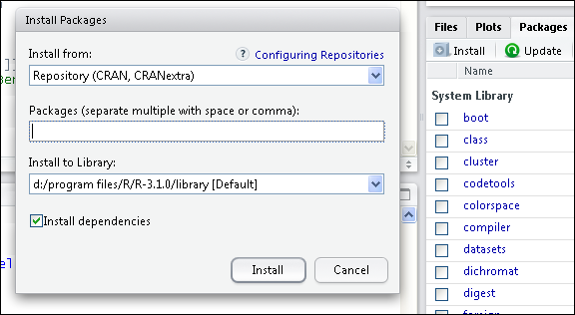 Install Packages
Install from:
? Configuring Repositories
Repository (CRAN, CRANextra)
Packages (separate multiple with space or comma):
Install to Library:
d:/program files/R/R-3.1.0/library [Default]
Install dependencies
Install Cancel
]]
el
Files Plots Packages
Install Update
Name
System Library
boot
class
cluster
codetools
colorspace
compiler
datasets
dichromat
digest